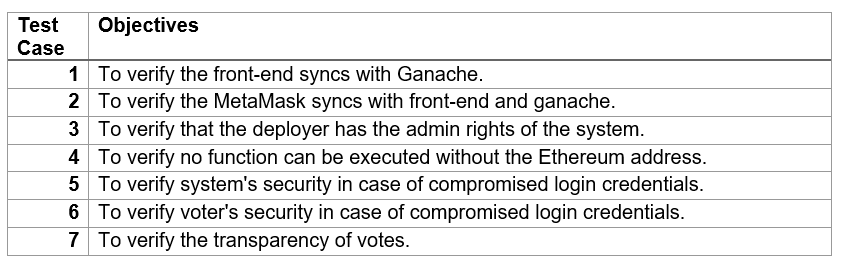 Test Case Objectives
1 To verify the front-end syncs with Ganache.
2 To verify the MetaMask syncs with front-end and ganache.
3 To verify that the deployer has the admin rights of the system.
4 To verify no function can be executed without the Ethereum address.
5 To verify system's security in case of compromised login credentials.
6 To verify voter's security in case of compromised login credentials.
7 To verify the transparency of votes.